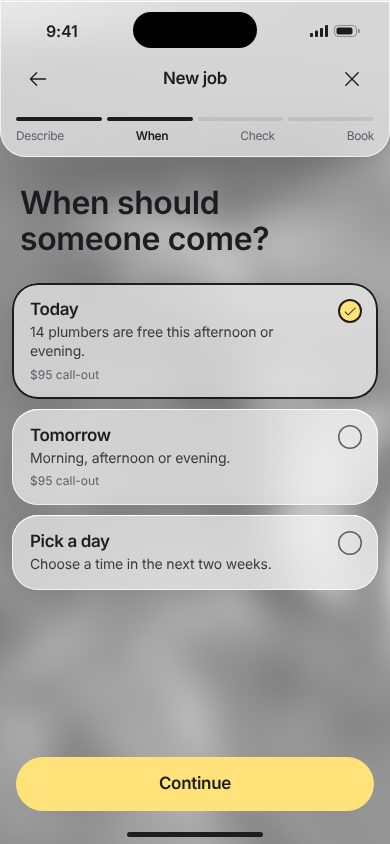 9:41
New job
Describe
When
Check
Book
When should
someone come?
Today
14 plumbers are free this afternoon or
evening.
$95 call-out
Tomorrow
Morning, afternoon or evening.
$95 call-out
Pick a day
Choose a time in the next two weeks.
Continue